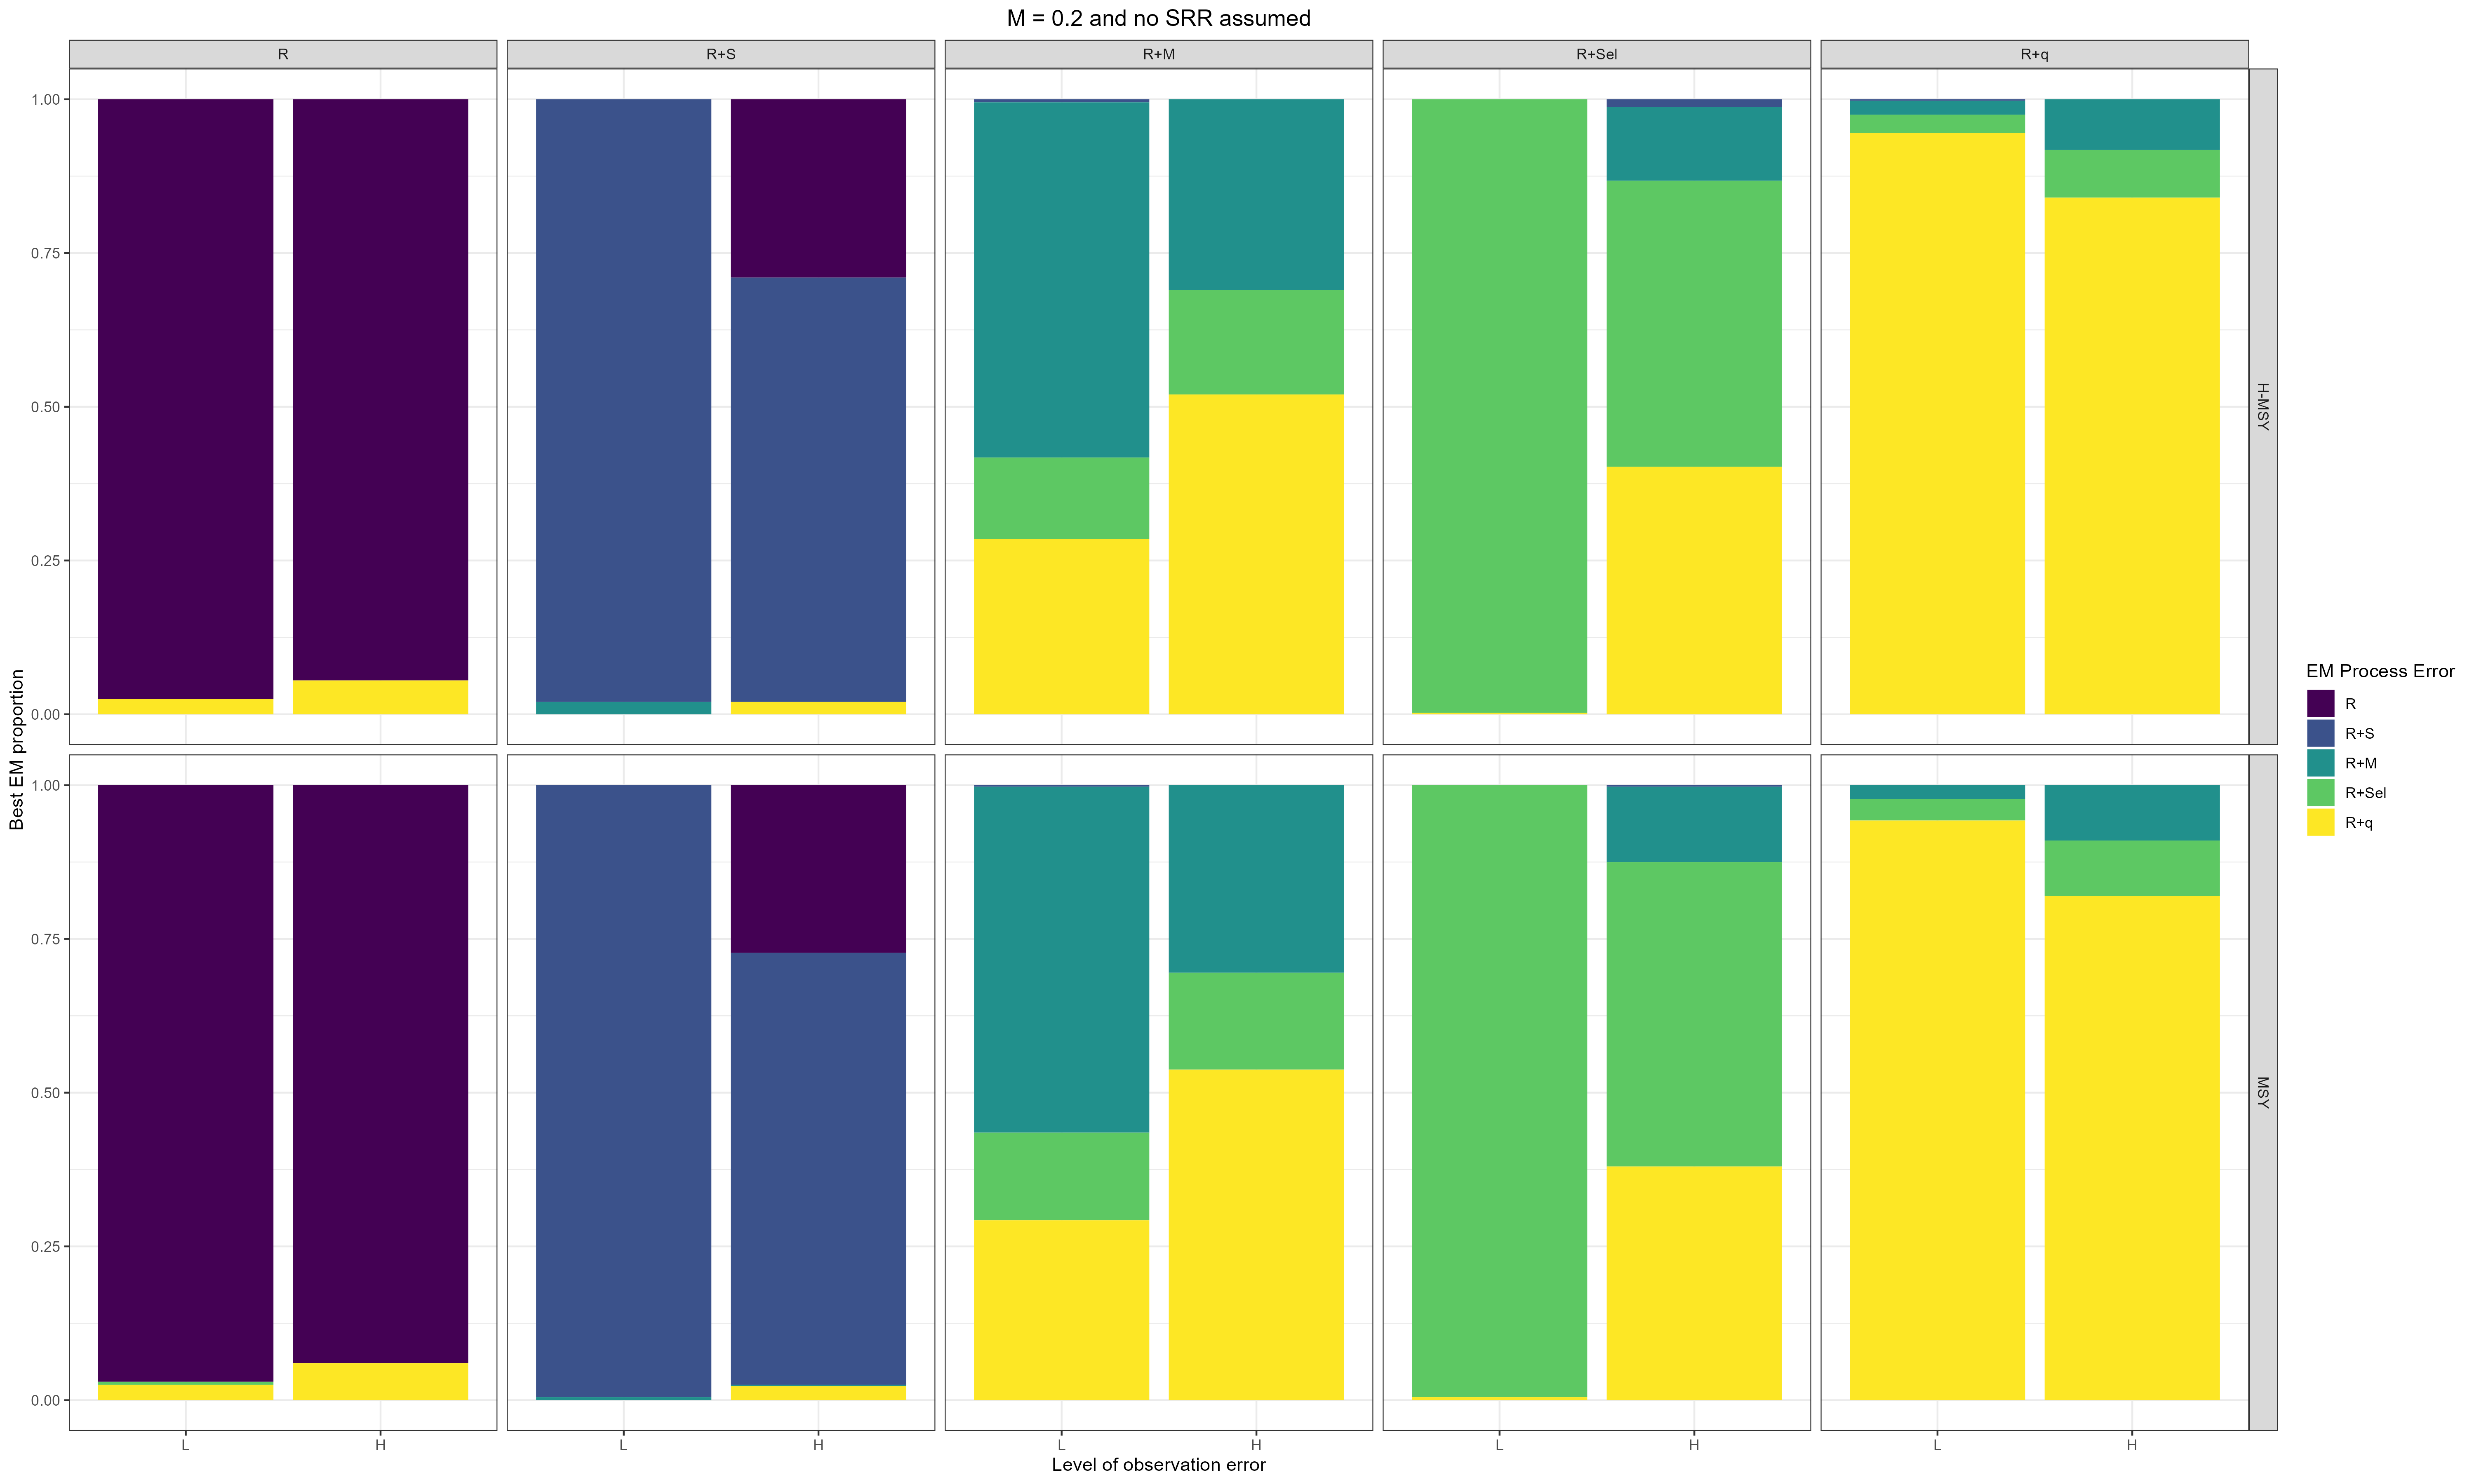 M = 0.2 and no SRR assumed
R
R+S
R+M
R+Sel
R+q
1.00
0.75
0.50
0.25
0.00
H-MSY
1.00
0.75
0.50
0.25
0.00
MSY
Best EM proportion
L
H
L
H
L
H
L
H
L
H
Level of observation error
EM Process Error
R
R+S
R+M
R+Sel
R+q